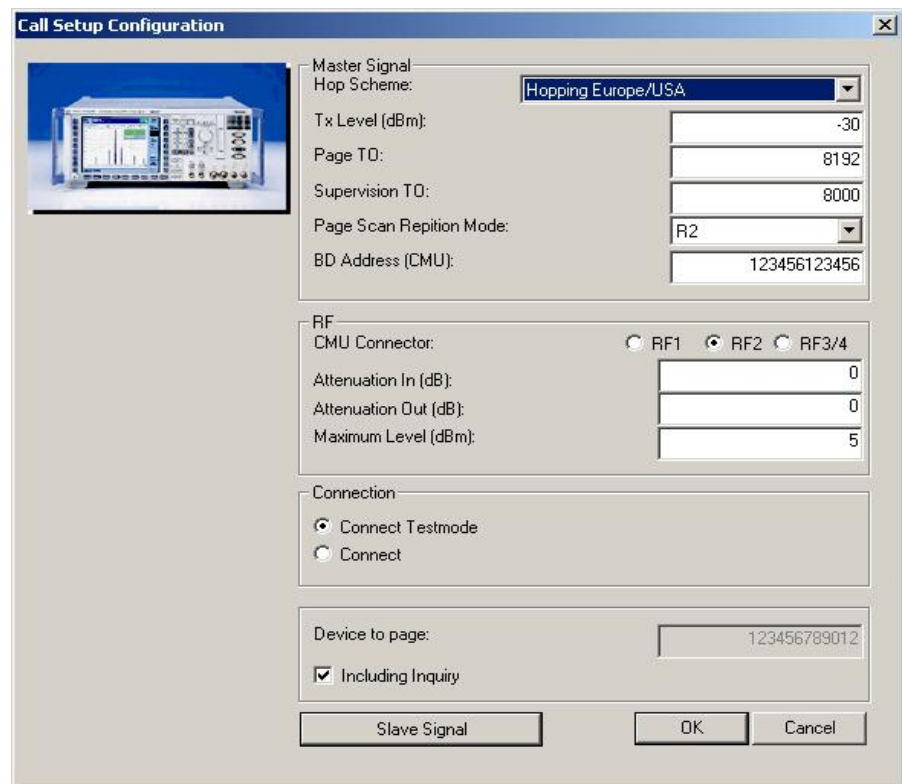 Call Setup Configuration
Master Signal
Hop Scheme: Hopping Europe/USA
Tx Level (dBm): -30
Page TO: 8192
Supervision TO: 8000
Page Scan Repition Mode: R2
BD Address (CMU): 123456123456
RF
CMU Connector: RF1 RF2 RF3/4
Attenuation In (dB): 0
Attenuation Out (dB): 0
Maximum Level (dBm): 5
Connection
Connect Testmode
Connect
Device to page: 123456789012
Including Inquiry
Slave Signal OK Cancel